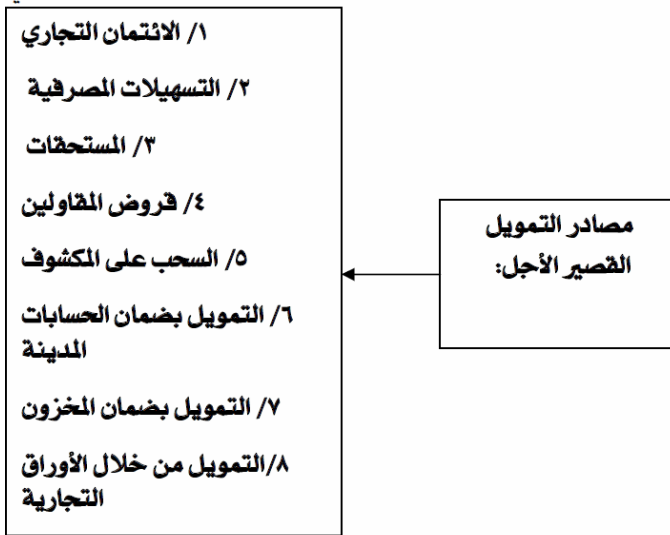 مصادر التمويل
القصير الأجل:
١/ الائتمان التجاري
٢/ التسهيلات المصرفية
٣/ المستحقات
٤/ قروض المقاولين
٥/ السحب على المكشوف
٦/ التمويل بضمان الحسابات
المدينة
٧/ التمويل بضمان المخزون
٨/التمويل من خلال الأوراق
التجارية